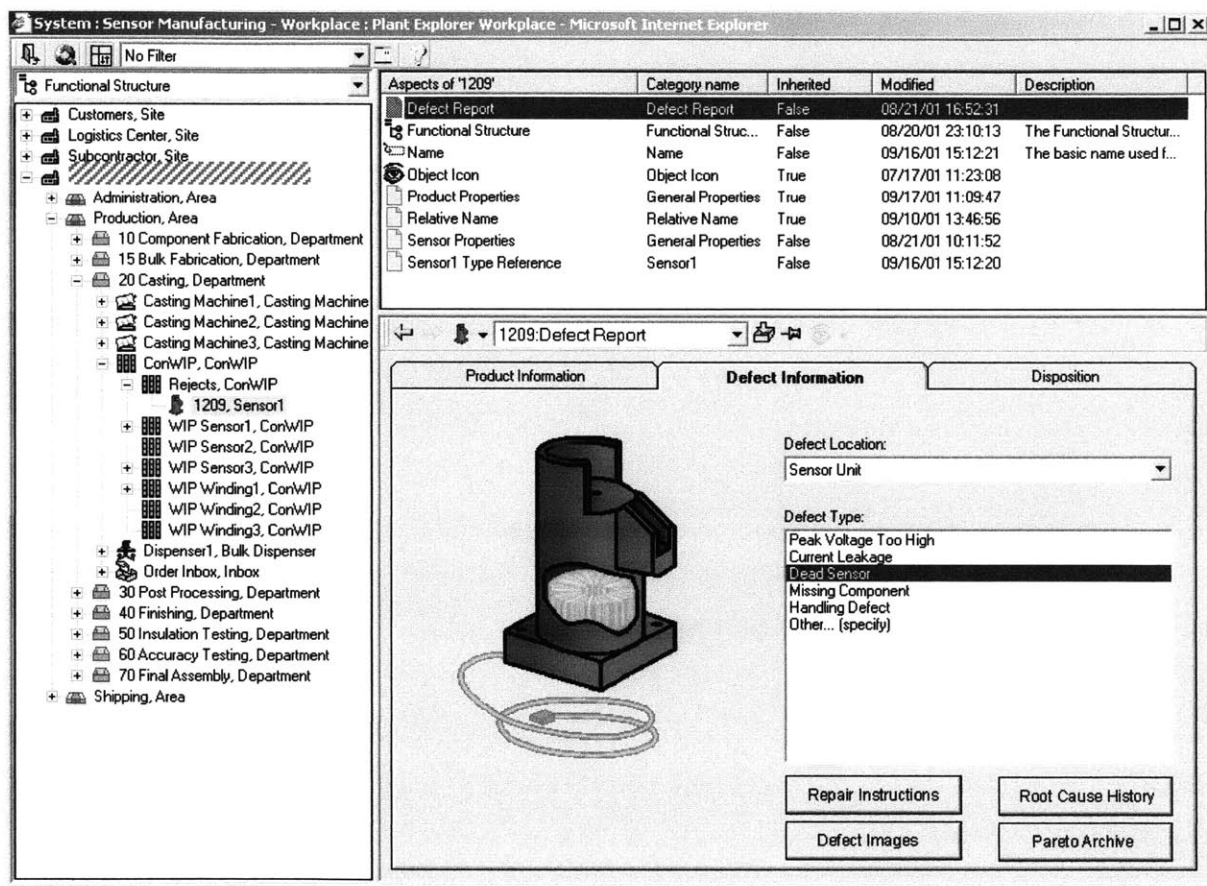 System : Sensor Manufacturing - Workplace : Plant Explorer Workplace - Microsoft Internet Explorer
No Filter
Functional Structure
Customers, Site
Logistics Center, Site
Subcontractor, Site
Administration, Area
Production, Area
10 Component Fabrication, Department
15 Bulk Fabrication, Department
20 Casting, Department
Casting Machine1, Casting Machine
Casting Machine2, Casting Machine
Casting Machine3, Casting Machine
ConWIP, ConWIP
Rejects, ConWIP
1209, Sensor1
WIP Sensor1, ConWIP
WIP Sensor2, ConWIP
WIP Sensor3, ConWIP
WIP Winding1, ConWIP
WIP Winding2, ConWIP
WIP Winding3, ConWIP
Dispenser1, Bulk Dispenser
Order Inbox, Inbox
30 Post Processing, Department
40 Finishing, Department
50 Insulation Testing, Department
60 Accuracy Testing, Department
70 Final Assembly, Department
Shipping, Area
Aspects of '1209' Category name Inherited Modified Description
Defect Report Defect Report False 08/21/01 16:52:31
Functional Structure Functional Struc... False 08/20/01 23:10:13 The Functional Structur...
Name Name False 09/16/01 15:12:21 The basic name used f...
Object Icon Object Icon True 07/17/01 11:23:08
Product Properties General Properties True 09/17/01 11:09:47
Relative Name Relative Name True 09/10/01 13:46:56
Sensor Properties General Properties False 08/21/01 10:11:52
Sensor1 Type Reference Sensor1 False 09/16/01 15:12:20
1209:Defect Report
Product Information Defect Information Disposition
Defect Location:
Sensor Unit
Defect Type:
Peak Voltage Too High
Current Leakage
Dead Sensor
Missing Component
Handling Defect
Other... (specify)
Repair Instructions Root Cause History
Defect Images Pareto Archive